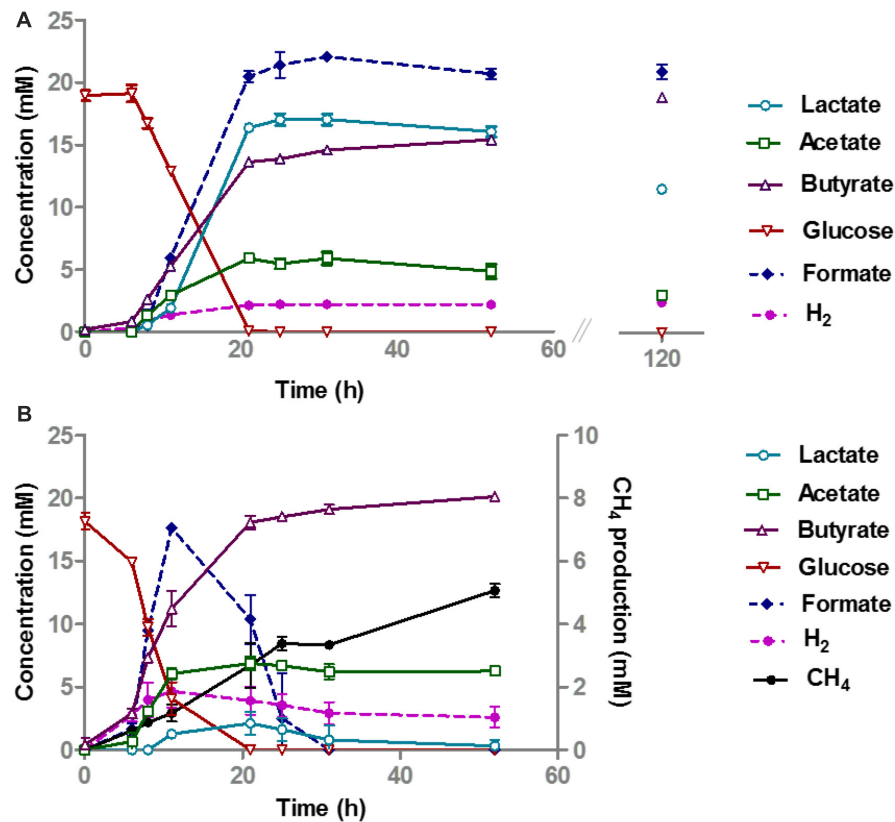 A
Concentration (mM)
25
20
15
10
5
0
0
20
40
60
//
120
Time (h)
Lactate
Acetate
Butyrate
Glucose
Formate
H₂
B
Concentration (mM)
25
20
15
10
5
0
0
20
40
60
Time (h)
10
8
6
4
2
0
CH₄ production (mM)
Lactate
Acetate
Butyrate
Glucose
Formate
H₂
CH₄